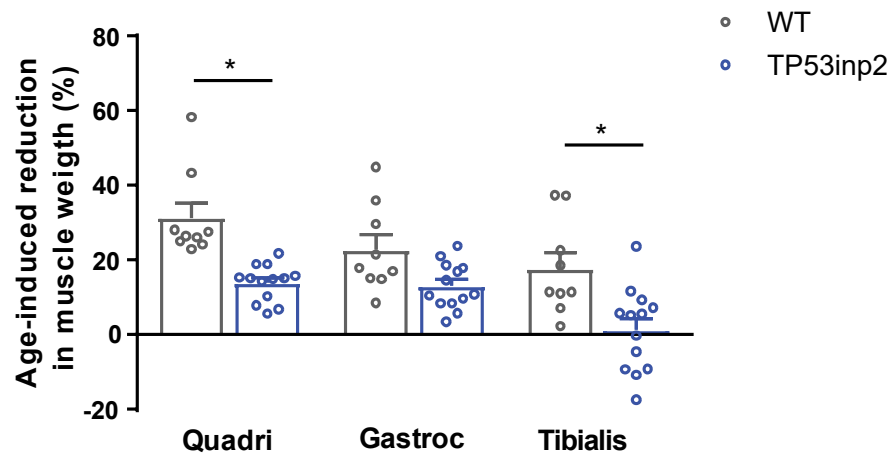 WT
TP53inp2
Age-induced reduction
in muscle weigth (%)
80
60
40
20
0
-20
*
*
Quadri
Gastroc
Tibialis